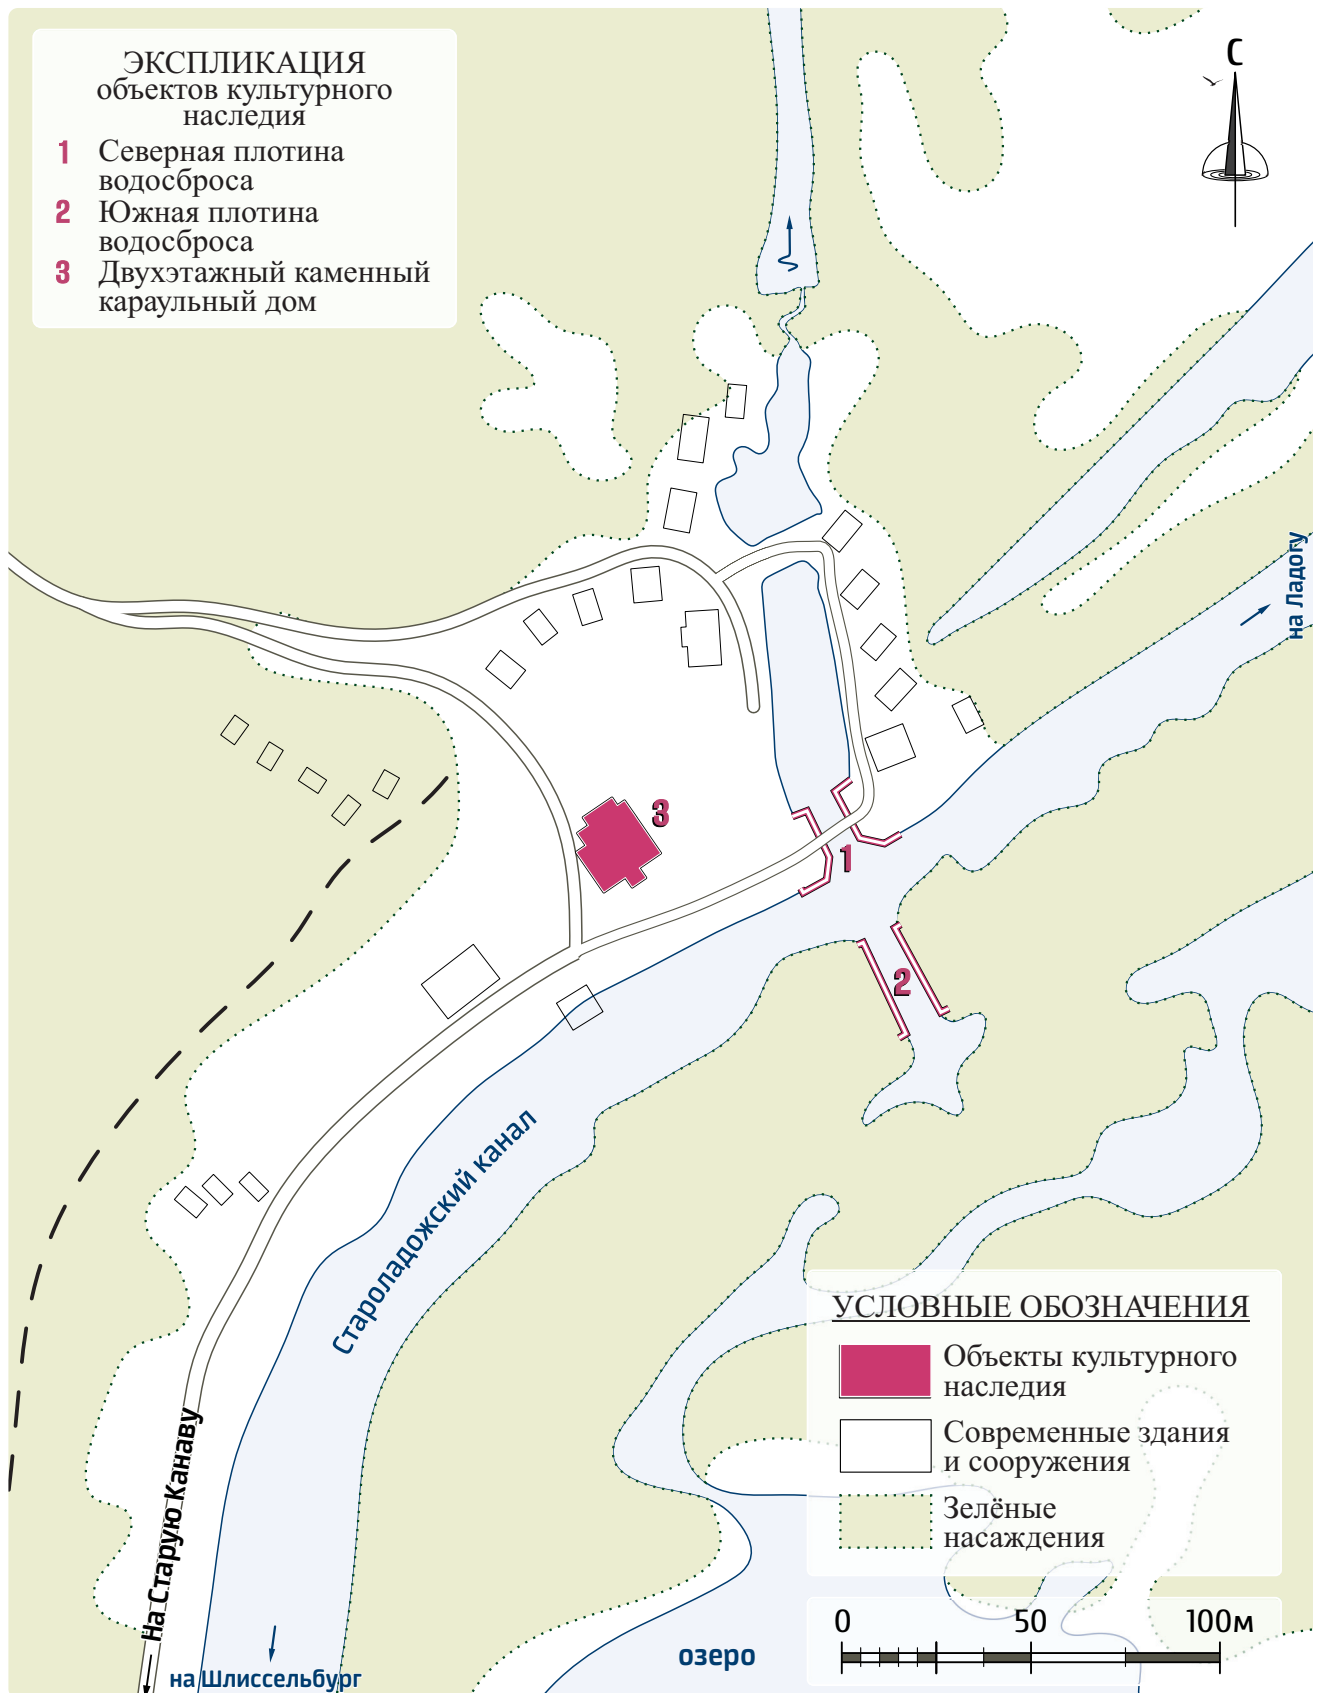 ЭКСПЛИКАЦИЯ
объектов культурного
наследия
1 Северная плотина
водосброса
2 Южная плотина
водосброса
3 Двухэтажный каменный
караульный дом
С
на Ладогу
3
1
2
Староладожский канал
На Старую Канаву
на Шлиссельбург
озеро
УСЛОВНЫЕ ОБОЗНАЧЕНИЯ
Объекты культурного
наследия
Современные здания
и сооружения
Зелёные
насаждения
0 50 100м